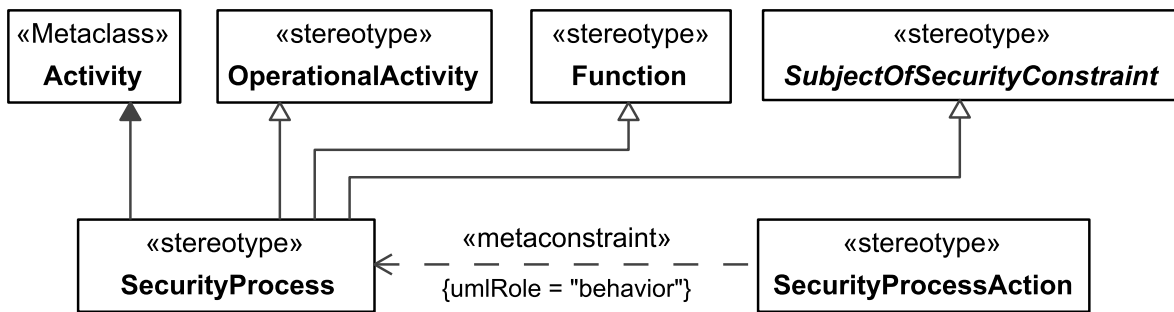 «Metaclass»
Activity
«stereotype»
OperationalActivity
«stereotype»
Function
«stereotype»
SubjectOfSecurityConstraint
«stereotype»
SecurityProcess
«metaconstraint»
{umlRole = "behavior"}
«stereotype»
SecurityProcessAction